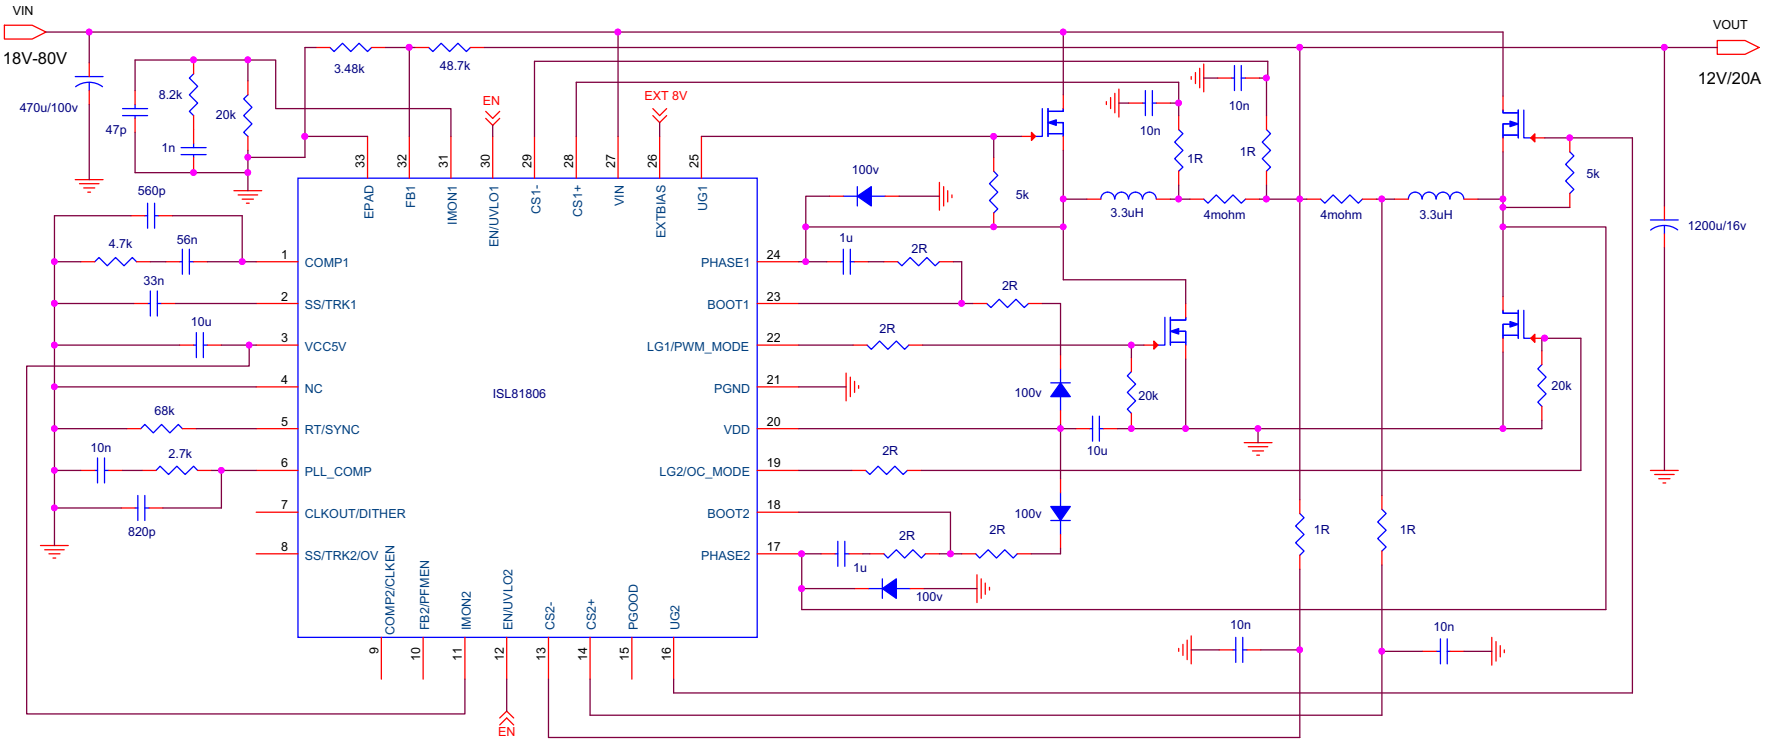 VIN
18V-80V
470u/100v
47p
8.2k
1n
20k
3.48k
48.7k
EN
EXT 8V
VOUT
12V/20A
10n
10n
1R
1R
5k
5k
100v
3.3uH
4mohm
4mohm
3.3uH
1200u/16v
33
32
31
30
29
28
27
26
25
EPAD
FB1
IMON1
EN/UVLO1
CS1-
CS1+
VIN
EXTBIAS
UG1
560p
4.7k
56n
33n
10u
68k
10n
2.7k
820p
1 COMP1
2 SS/TRK1
3 VCC5V
4 NC
5 RT/SYNC
6 PLL_COMP
7 CLKOUT/DITHER
8 SS/TRK2/OV
ISL81806
PHASE1 24
BOOT1 23
LG1/PWM_MODE 22
PGND 21
VDD 20
LG2/OC_MODE 19
BOOT2 18
PHASE2 17
1u
2R
2R
2R
100v
20k
10u
2R
100v
2R
2R
1u
100v
20k
1R
1R
10n
10n
COMP2/CLKEN
FB2/PFMEN
IMON2
EN/UVLO2
CS2-
CS2+
PGOOD
UG2
9
10
11
12
13
14
15
16
EN